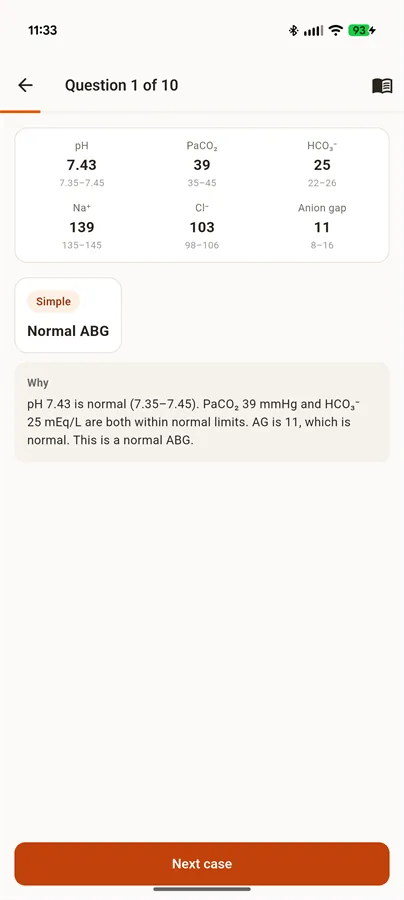 11:33
93
Question 1 of 10
pH PaCO₂ HCO₃⁻
7.43 39 25
7.35–7.45 35–45 22–26
Na⁺ Cl⁻ Anion gap
139 103 11
135–145 98–106 8–16
Simple
Normal ABG
Why
pH 7.43 is normal (7.35–7.45). PaCO₂ 39 mmHg and HCO₃⁻
25 mEq/L are both within normal limits. AG is 11, which is
normal. This is a normal ABG.
Next case